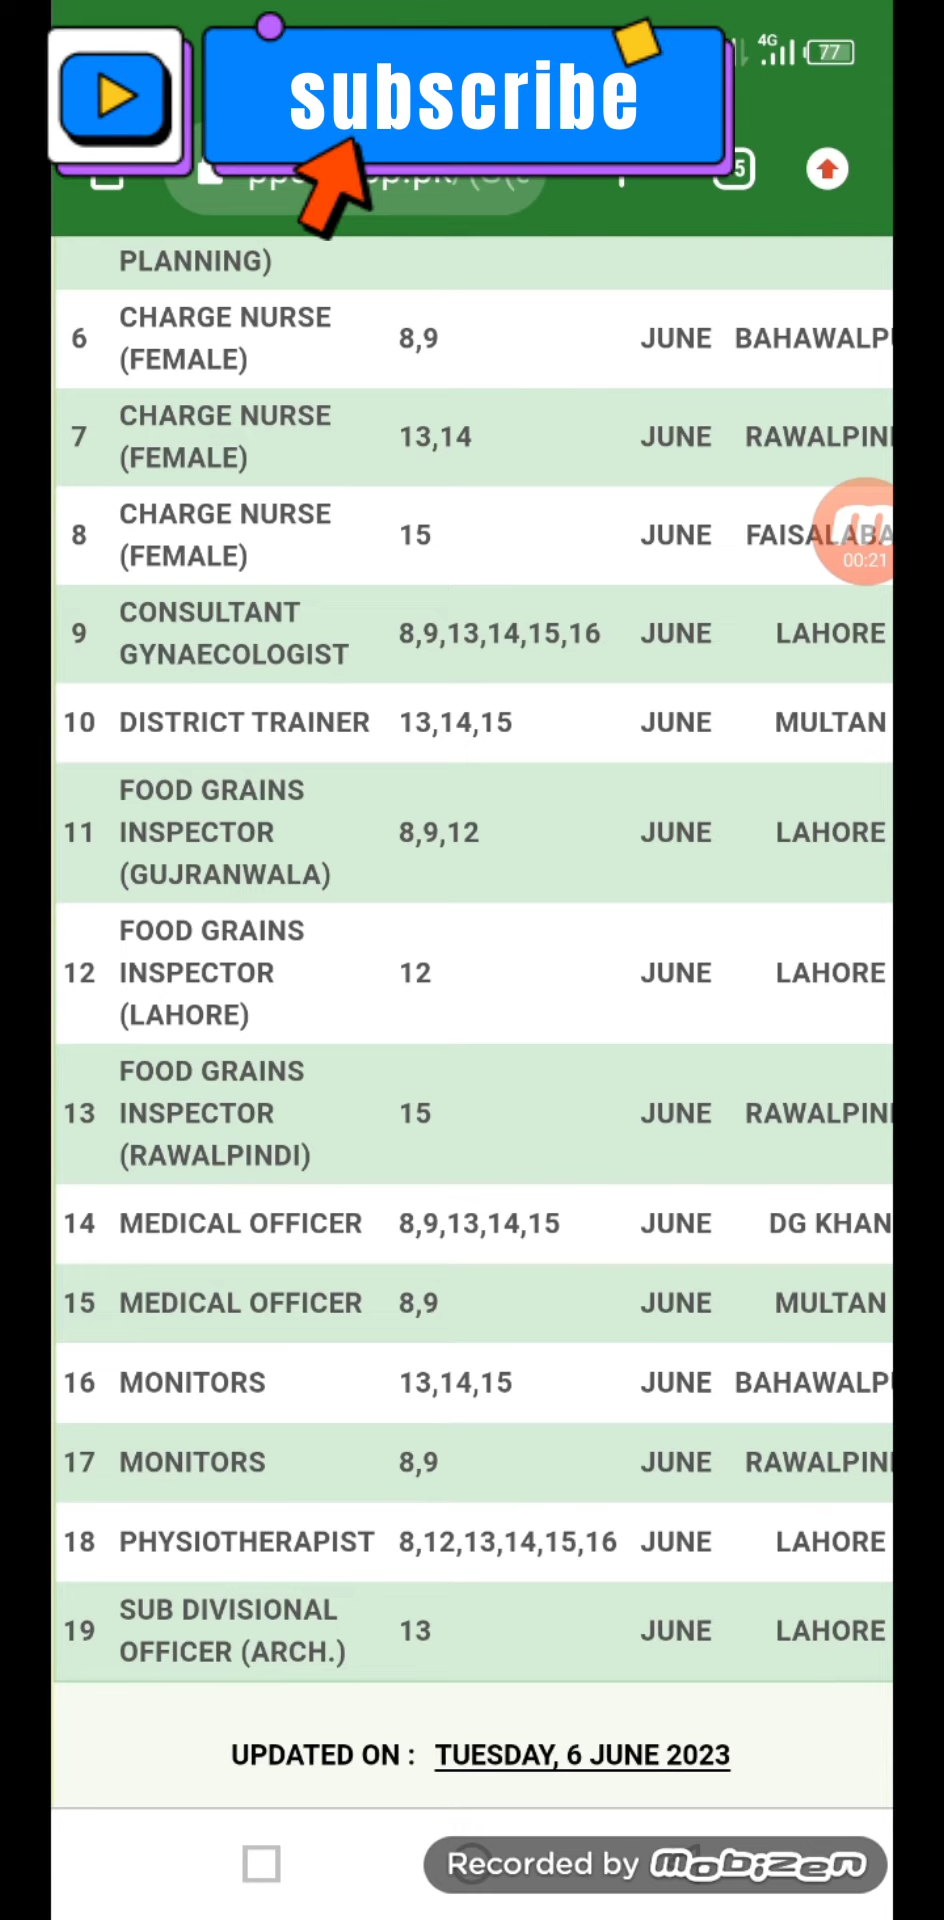 subscribe
4G
77
5
PLANNING)
6 CHARGE NURSE (FEMALE) 8,9 JUNE BAHAWALP
7 CHARGE NURSE (FEMALE) 13,14 JUNE RAWALPIN
8 CHARGE NURSE (FEMALE) 15 JUNE FAISALABA
00:21
9 CONSULTANT GYNAECOLOGIST 8,9,13,14,15,16 JUNE LAHORE
10 DISTRICT TRAINER 13,14,15 JUNE MULTAN
11 FOOD GRAINS INSPECTOR (GUJRANWALA) 8,9,12 JUNE LAHORE
12 FOOD GRAINS INSPECTOR (LAHORE) 12 JUNE LAHORE
13 FOOD GRAINS INSPECTOR (RAWALPINDI) 15 JUNE RAWALPIN
14 MEDICAL OFFICER 8,9,13,14,15 JUNE DG KHAN
15 MEDICAL OFFICER 8,9 JUNE MULTAN
16 MONITORS 13,14,15 JUNE BAHAWALP
17 MONITORS 8,9 JUNE RAWALPIN
18 PHYSIOTHERAPIST 8,12,13,14,15,16 JUNE LAHORE
19 SUB DIVISIONAL OFFICER (ARCH.) 13 JUNE LAHORE
UPDATED ON : TUESDAY, 6 JUNE 2023
Recorded by mobizen